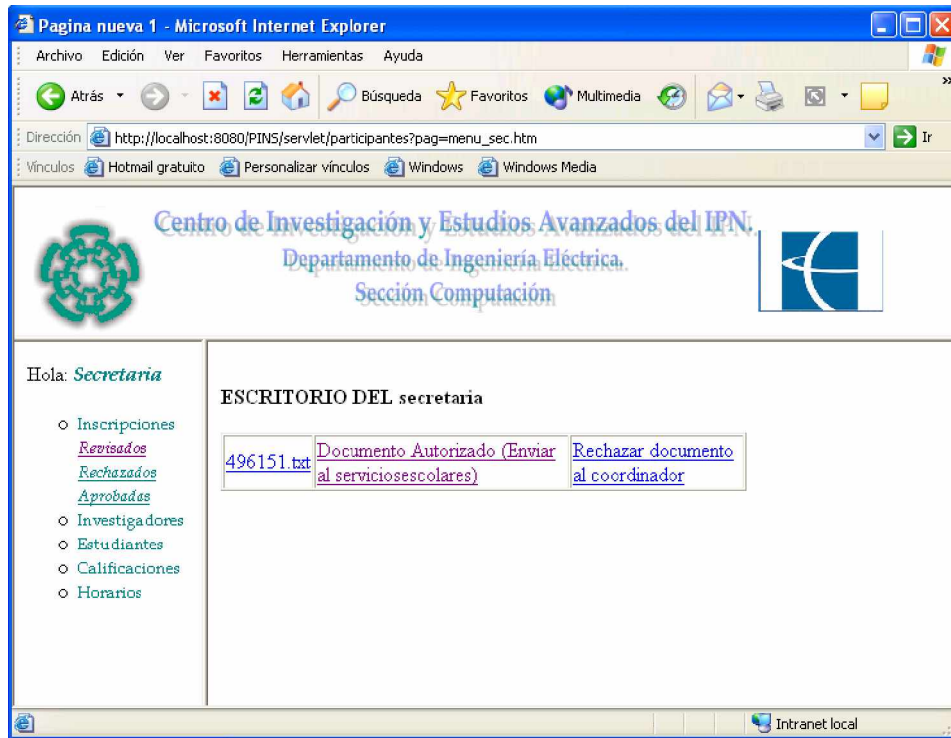 Pagina nueva 1 - Microsoft Internet Explorer
Archivo Edición Ver Favoritos Herramientas Ayuda
Atrás Búsqueda Favoritos Multimedia
Dirección http://localhost:8080/PINS/servlet/participantes?pag=menu_sec.htm Ir
Vínculos Hotmail gratuito Personalizar vínculos Windows Windows Media
Centro de Investigación y Estudios Avanzados del IPN.
Departamento de Ingeniería Eléctrica.
Sección Computación
Hola: Secretaria
Inscripciones
Revisados
Rechazados
Aprobadas
Investigadores
Estudiantes
Calificaciones
Horarios
ESCRITORIO DEL secretaria
496151.txt Documento Autorizado (Enviar Rechazar documento
al serviciosescolares) al coordinador
Intranet local